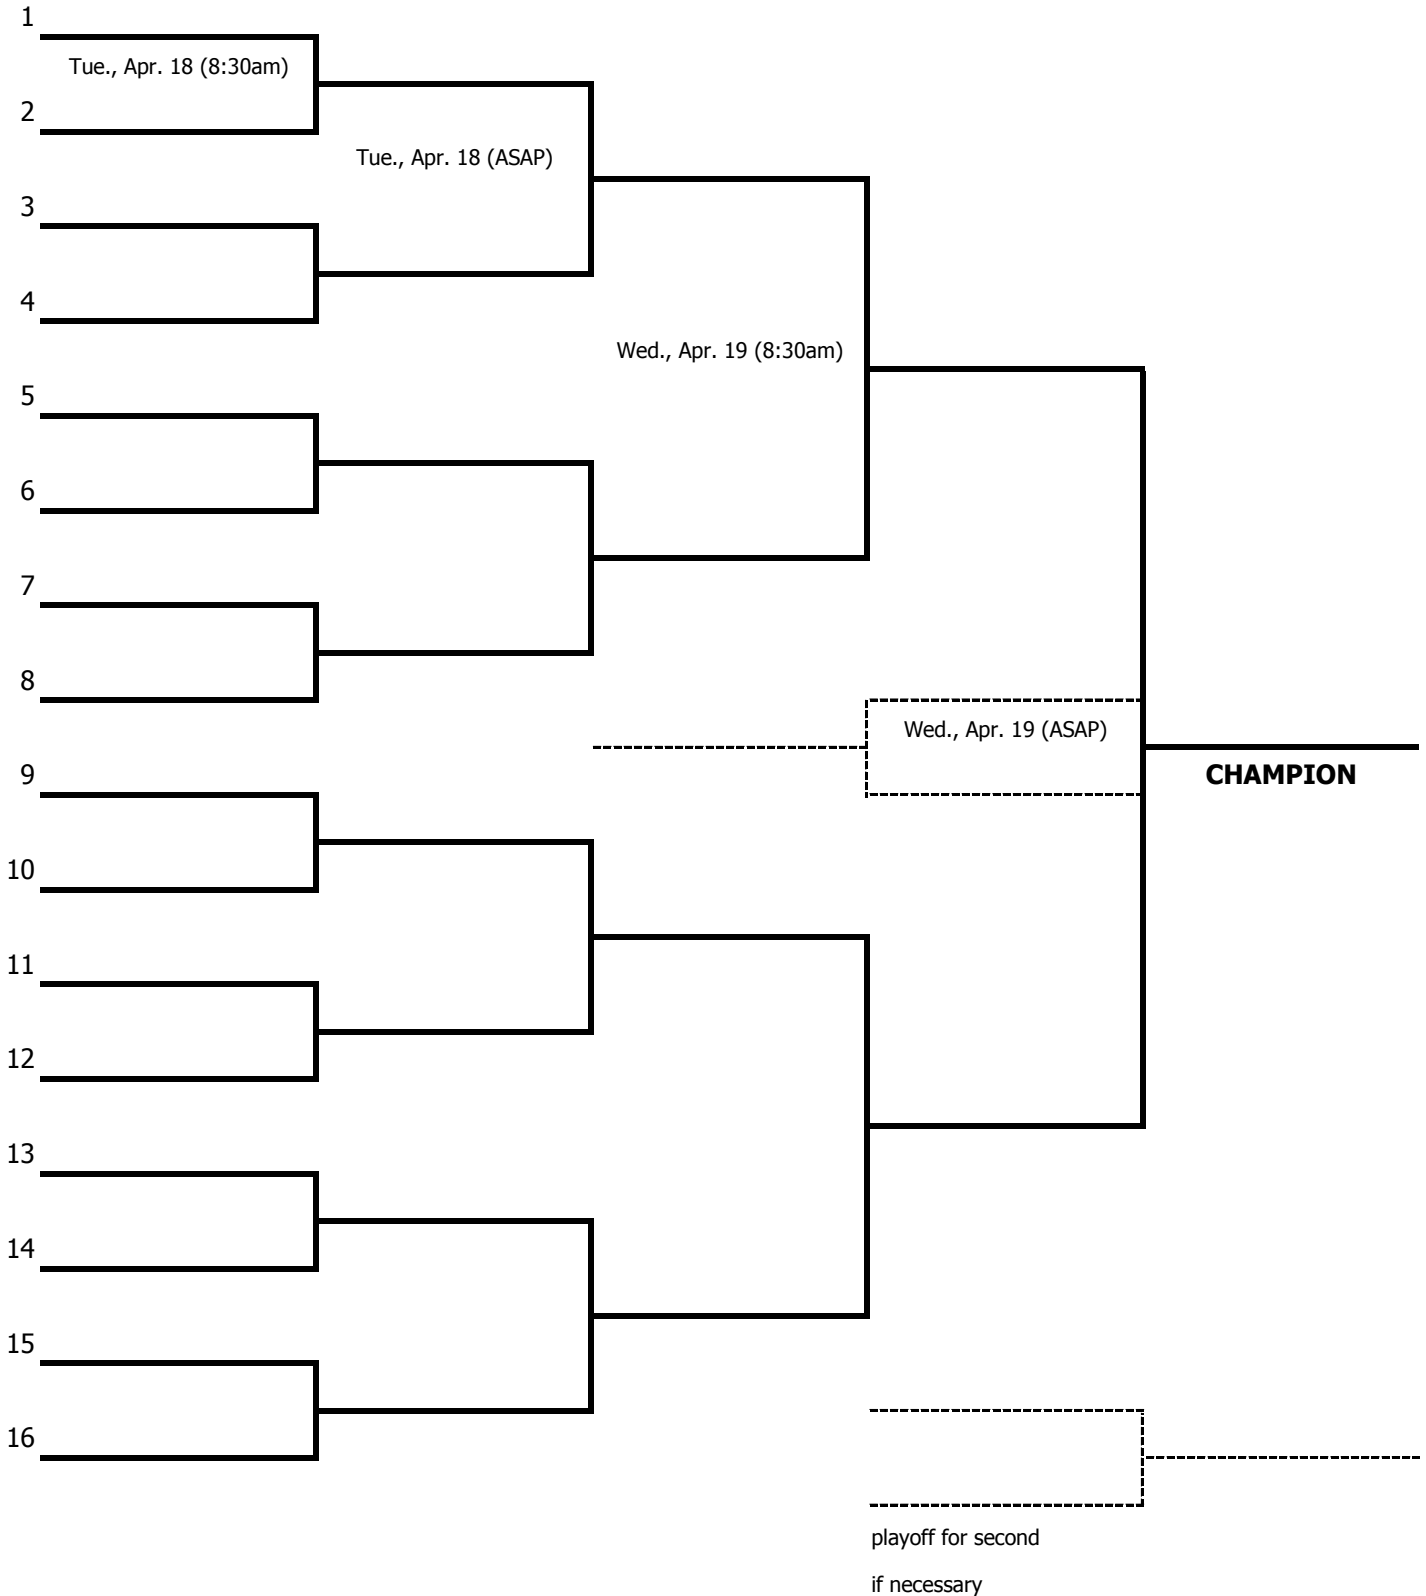 1
Tue., Apr. 18 (8:30am)
2
Tue., Apr. 18 (ASAP)
3
4
Wed., Apr. 19 (8:30am)
5
6
7
8
Wed., Apr. 19 (ASAP)
9
CHAMPION
10
11
12
13
14
15
16
playoff for second
if necessary